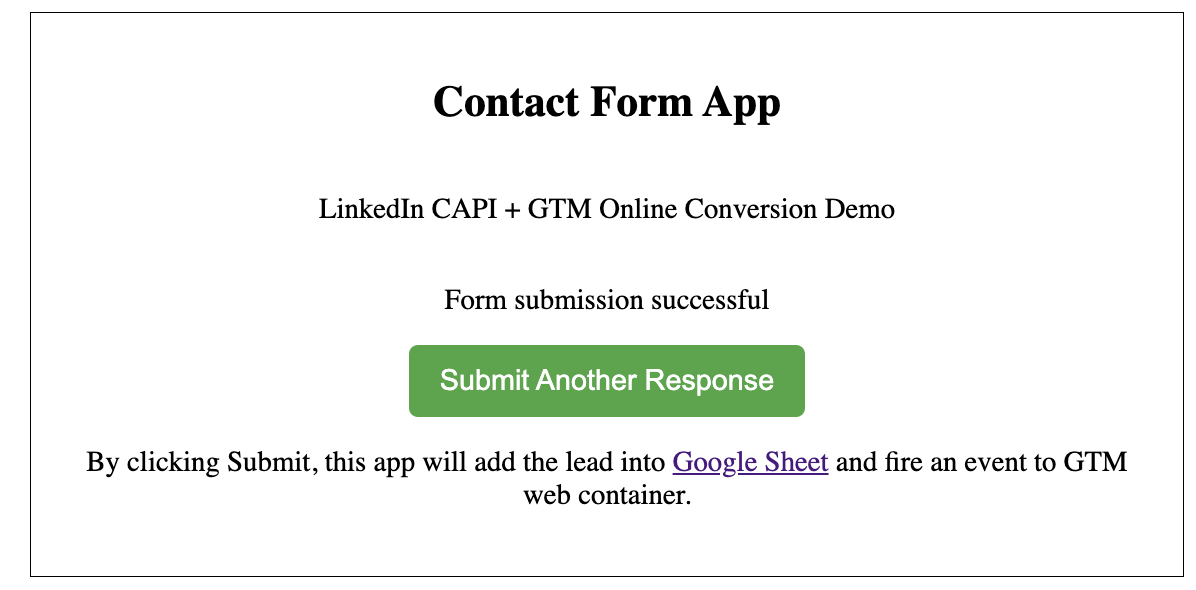 Contact Form App
LinkedIn CAPI + GTM Online Conversion Demo
Form submission successful
Submit Another Response
By clicking Submit, this app will add the lead into Google Sheet and fire an event to GTM
web container.